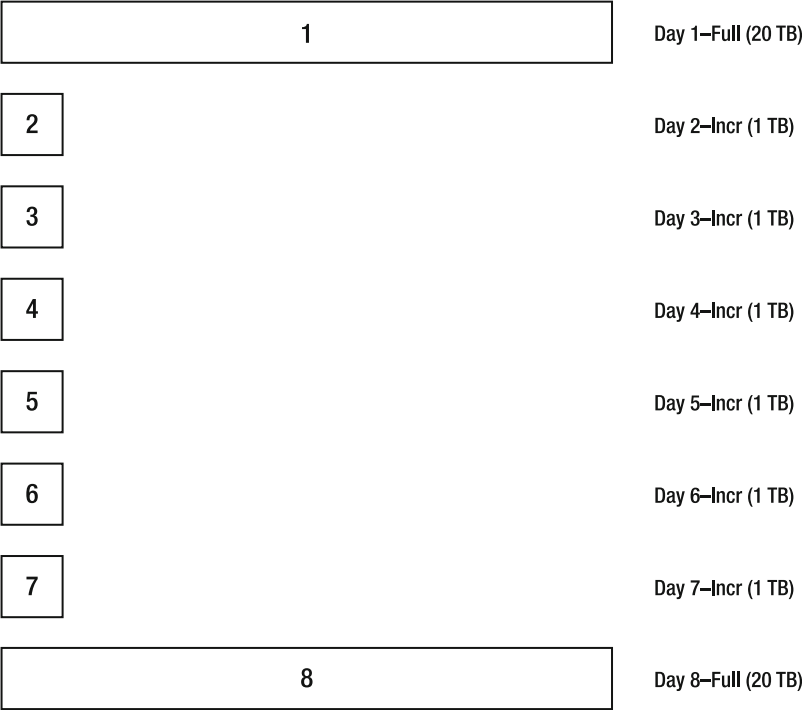 1 Day 1–Full (20 TB)
2 Day 2–Incr (1 TB)
3 Day 3–Incr (1 TB)
4 Day 4–Incr (1 TB)
5 Day 5–Incr (1 TB)
6 Day 6–Incr (1 TB)
7 Day 7–Incr (1 TB)
8 Day 8–Full (20 TB)